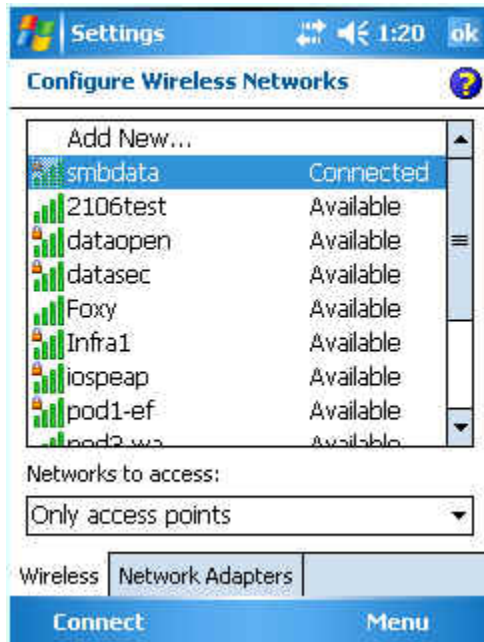 Settings 1:20 ok
Configure Wireless Networks ?
Add New...
smbdata Connected
2106test Available
dataopen Available
datasec Available
Foxy Available
Infra1 Available
iospeap Available
pod1-ef Available
Networks to access:
Only access points
Wireless Network Adapters
Connect Menu